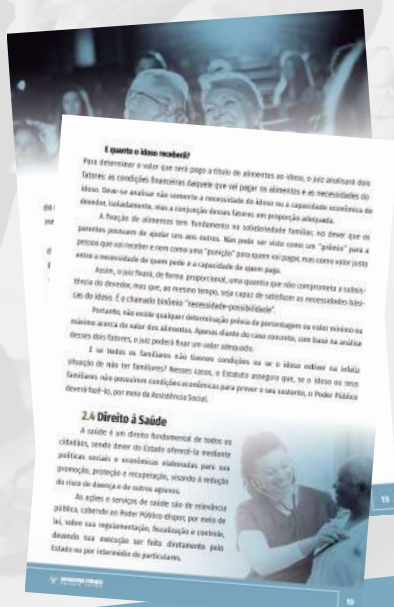 E quanto o idoso receberá?
Para determinar o valor que será pago a título de alimentos ao idoso, o juiz analisará dois
fatores: as condições financeiras daquele que vai pagar os alimentos e as necessidades do
idoso. Deve-se analisar não somente a necessidade do idoso ou a capacidade econômica do
devedor, isoladamente, mas a conjunção desses fatores em proporção adequada.
A fixação de alimentos tem fundamento na solidariedade familiar, no dever que os
parentes possuem de ajudar uns aos outros. Não pode ser visto como um "prêmio" para a
pessoa que vai receber e nem como uma "punição" para quem vai pagar, mas como valor justo
entre a necessidade de quem pede e a capacidade de quem paga.
Assim, o juiz fixará, de forma proporcional, uma quantia que não comprometa a subsis-
tência do devedor, mas que, ao mesmo tempo, seja capaz de satisfazer as necessidades bási-
cas do idoso. É o chamado binômio "necessidade-possibilidade".
Portanto, não existe qualquer determinação prévia de porcentagem ou valor mínimo ou
máximo acerca do valor dos alimentos. Apenas diante do caso concreto, com base na análise
desses dois fatores, o juiz poderá fixar um valor adequado.
E se todos os familiares não tiverem condições ou se o idoso estiver na infeliz
situação de não ter familiares? Nesses casos, o Estatuto assegura que, se o idoso ou seus
familiares não possuírem condições econômicas para prover o seu sustento, o Poder Público
deverá fazê-lo, por meio da Assistência Social.
2.4 Direito à Saúde
A saúde é um direito fundamental de todos os
cidadãos, sendo dever do Estado oferecê-la mediante
políticas sociais e econômicas elaboradas para sua
promoção, proteção e recuperação, visando à redução
do risco de doença e de outros agravos.
As ações e serviços de saúde são de relevância
pública, cabendo ao Poder Público dispor, por meio de
lei, sobre sua regulamentação, fiscalização e controle,
devendo sua execução ser feita diretamente pelo
Estado ou por intermédio de particulares.
13
DEFENSORIA PÚBLICA
10